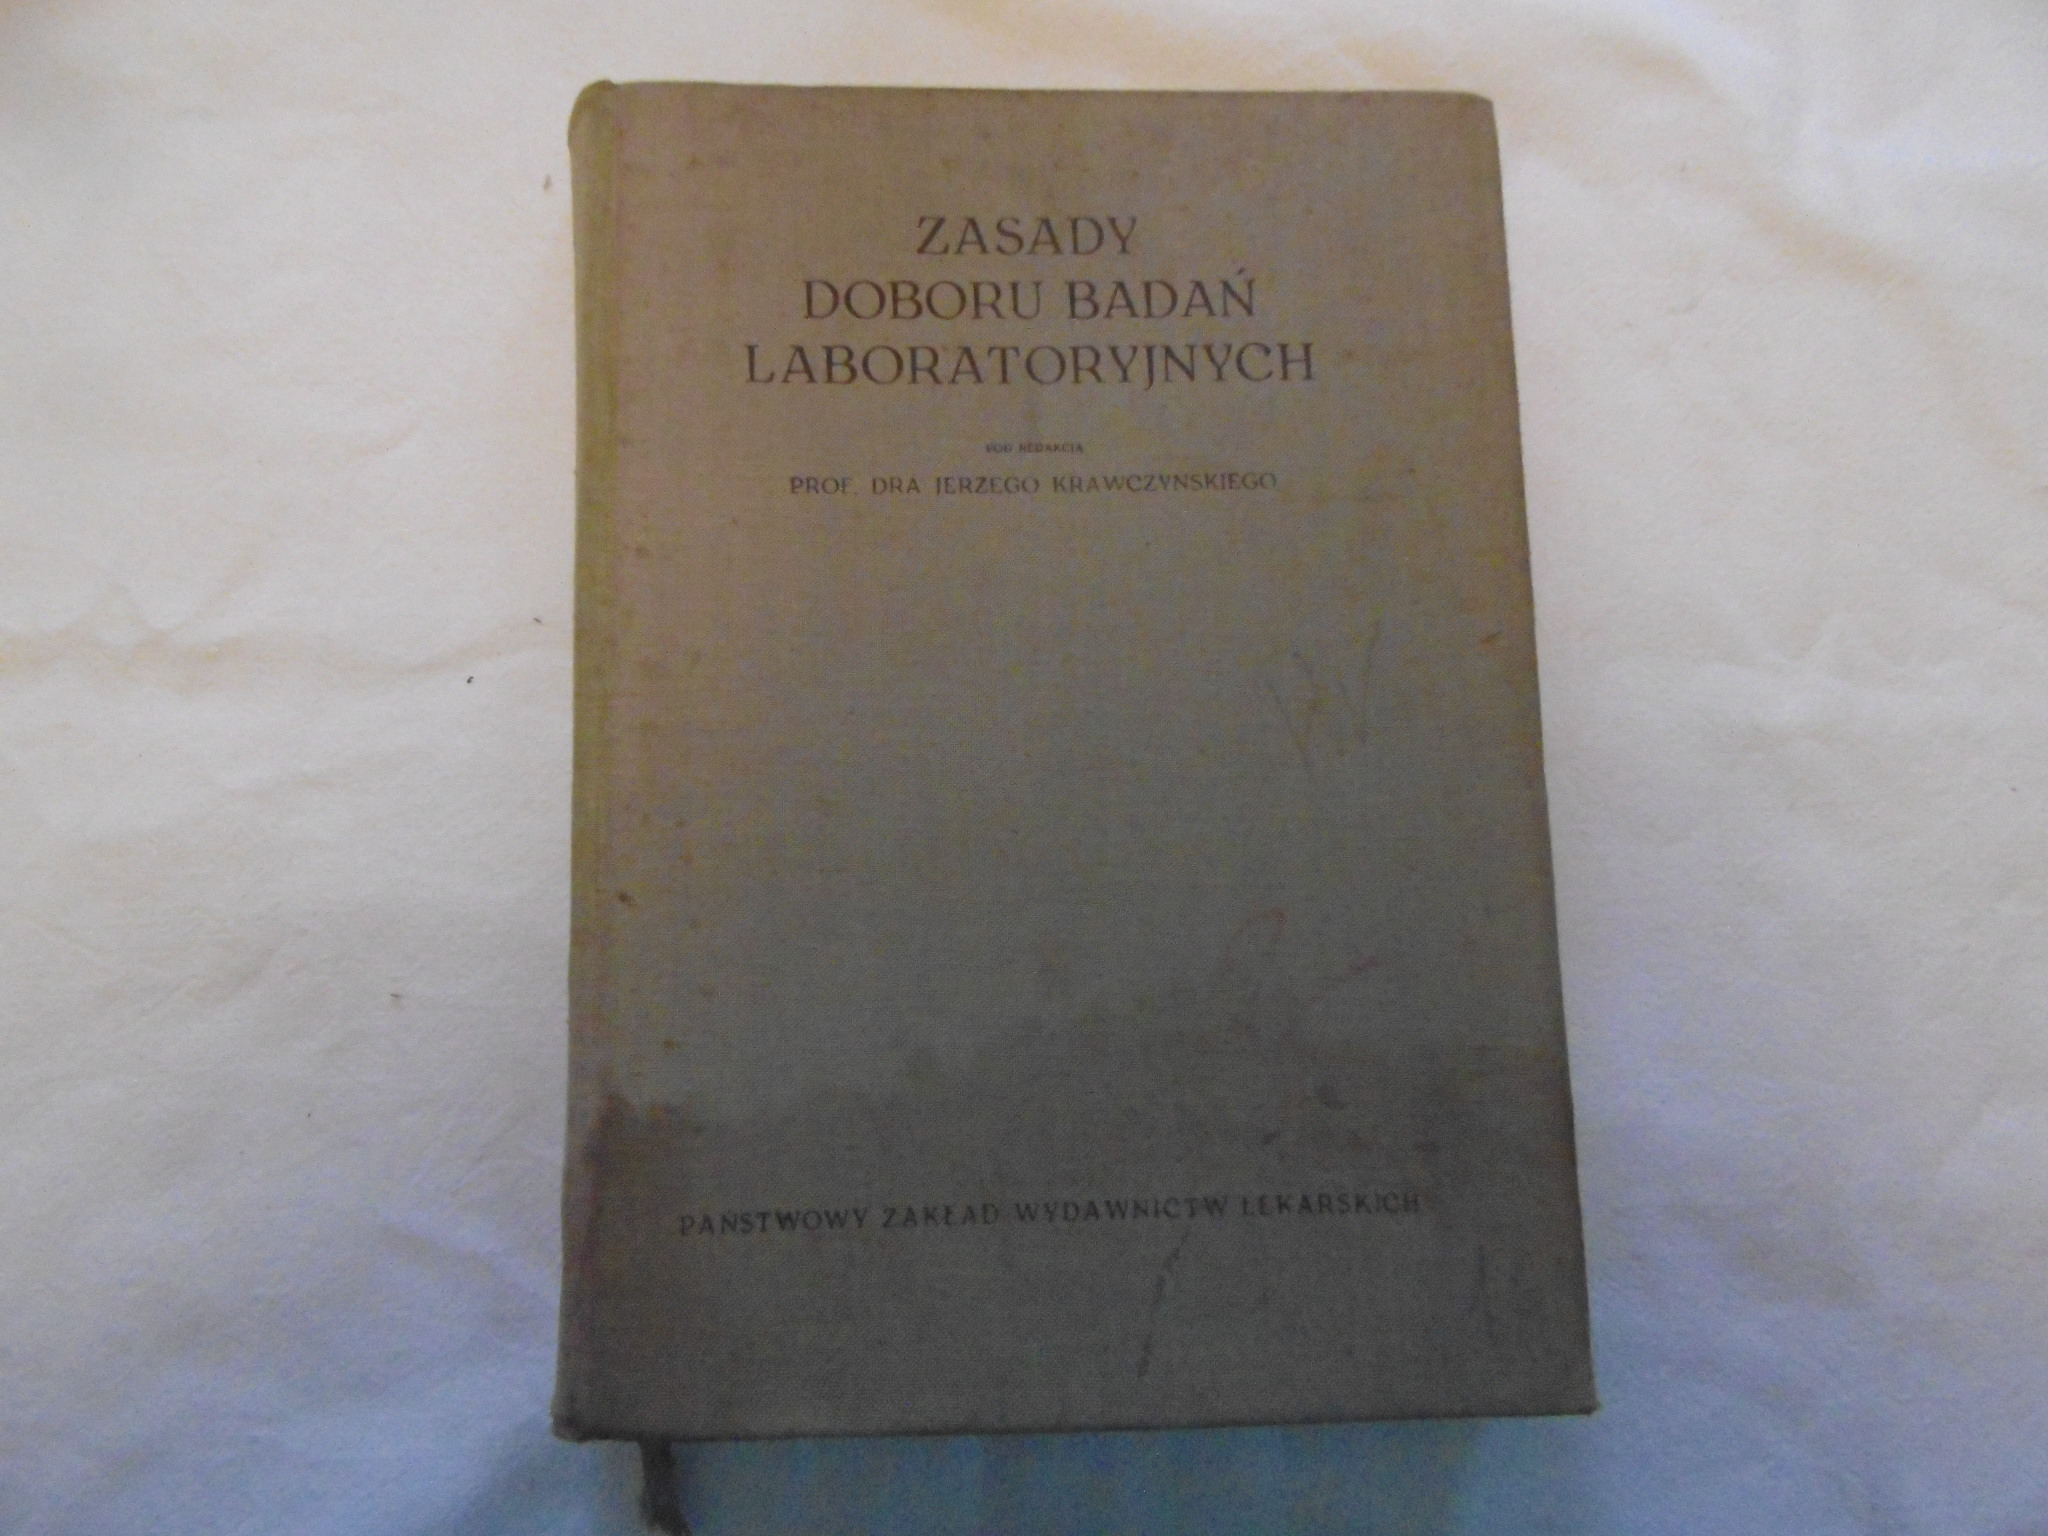 ZASADY
DOBORU BADAŃ
LABORATORYJNYCH
POD REDAKCJĄ
PROF. DRA JERZEGO KRAWCZYŃSKIEGO
PAŃSTWOWY ZAKŁAD WYDAWNICTW LEKARSKICH